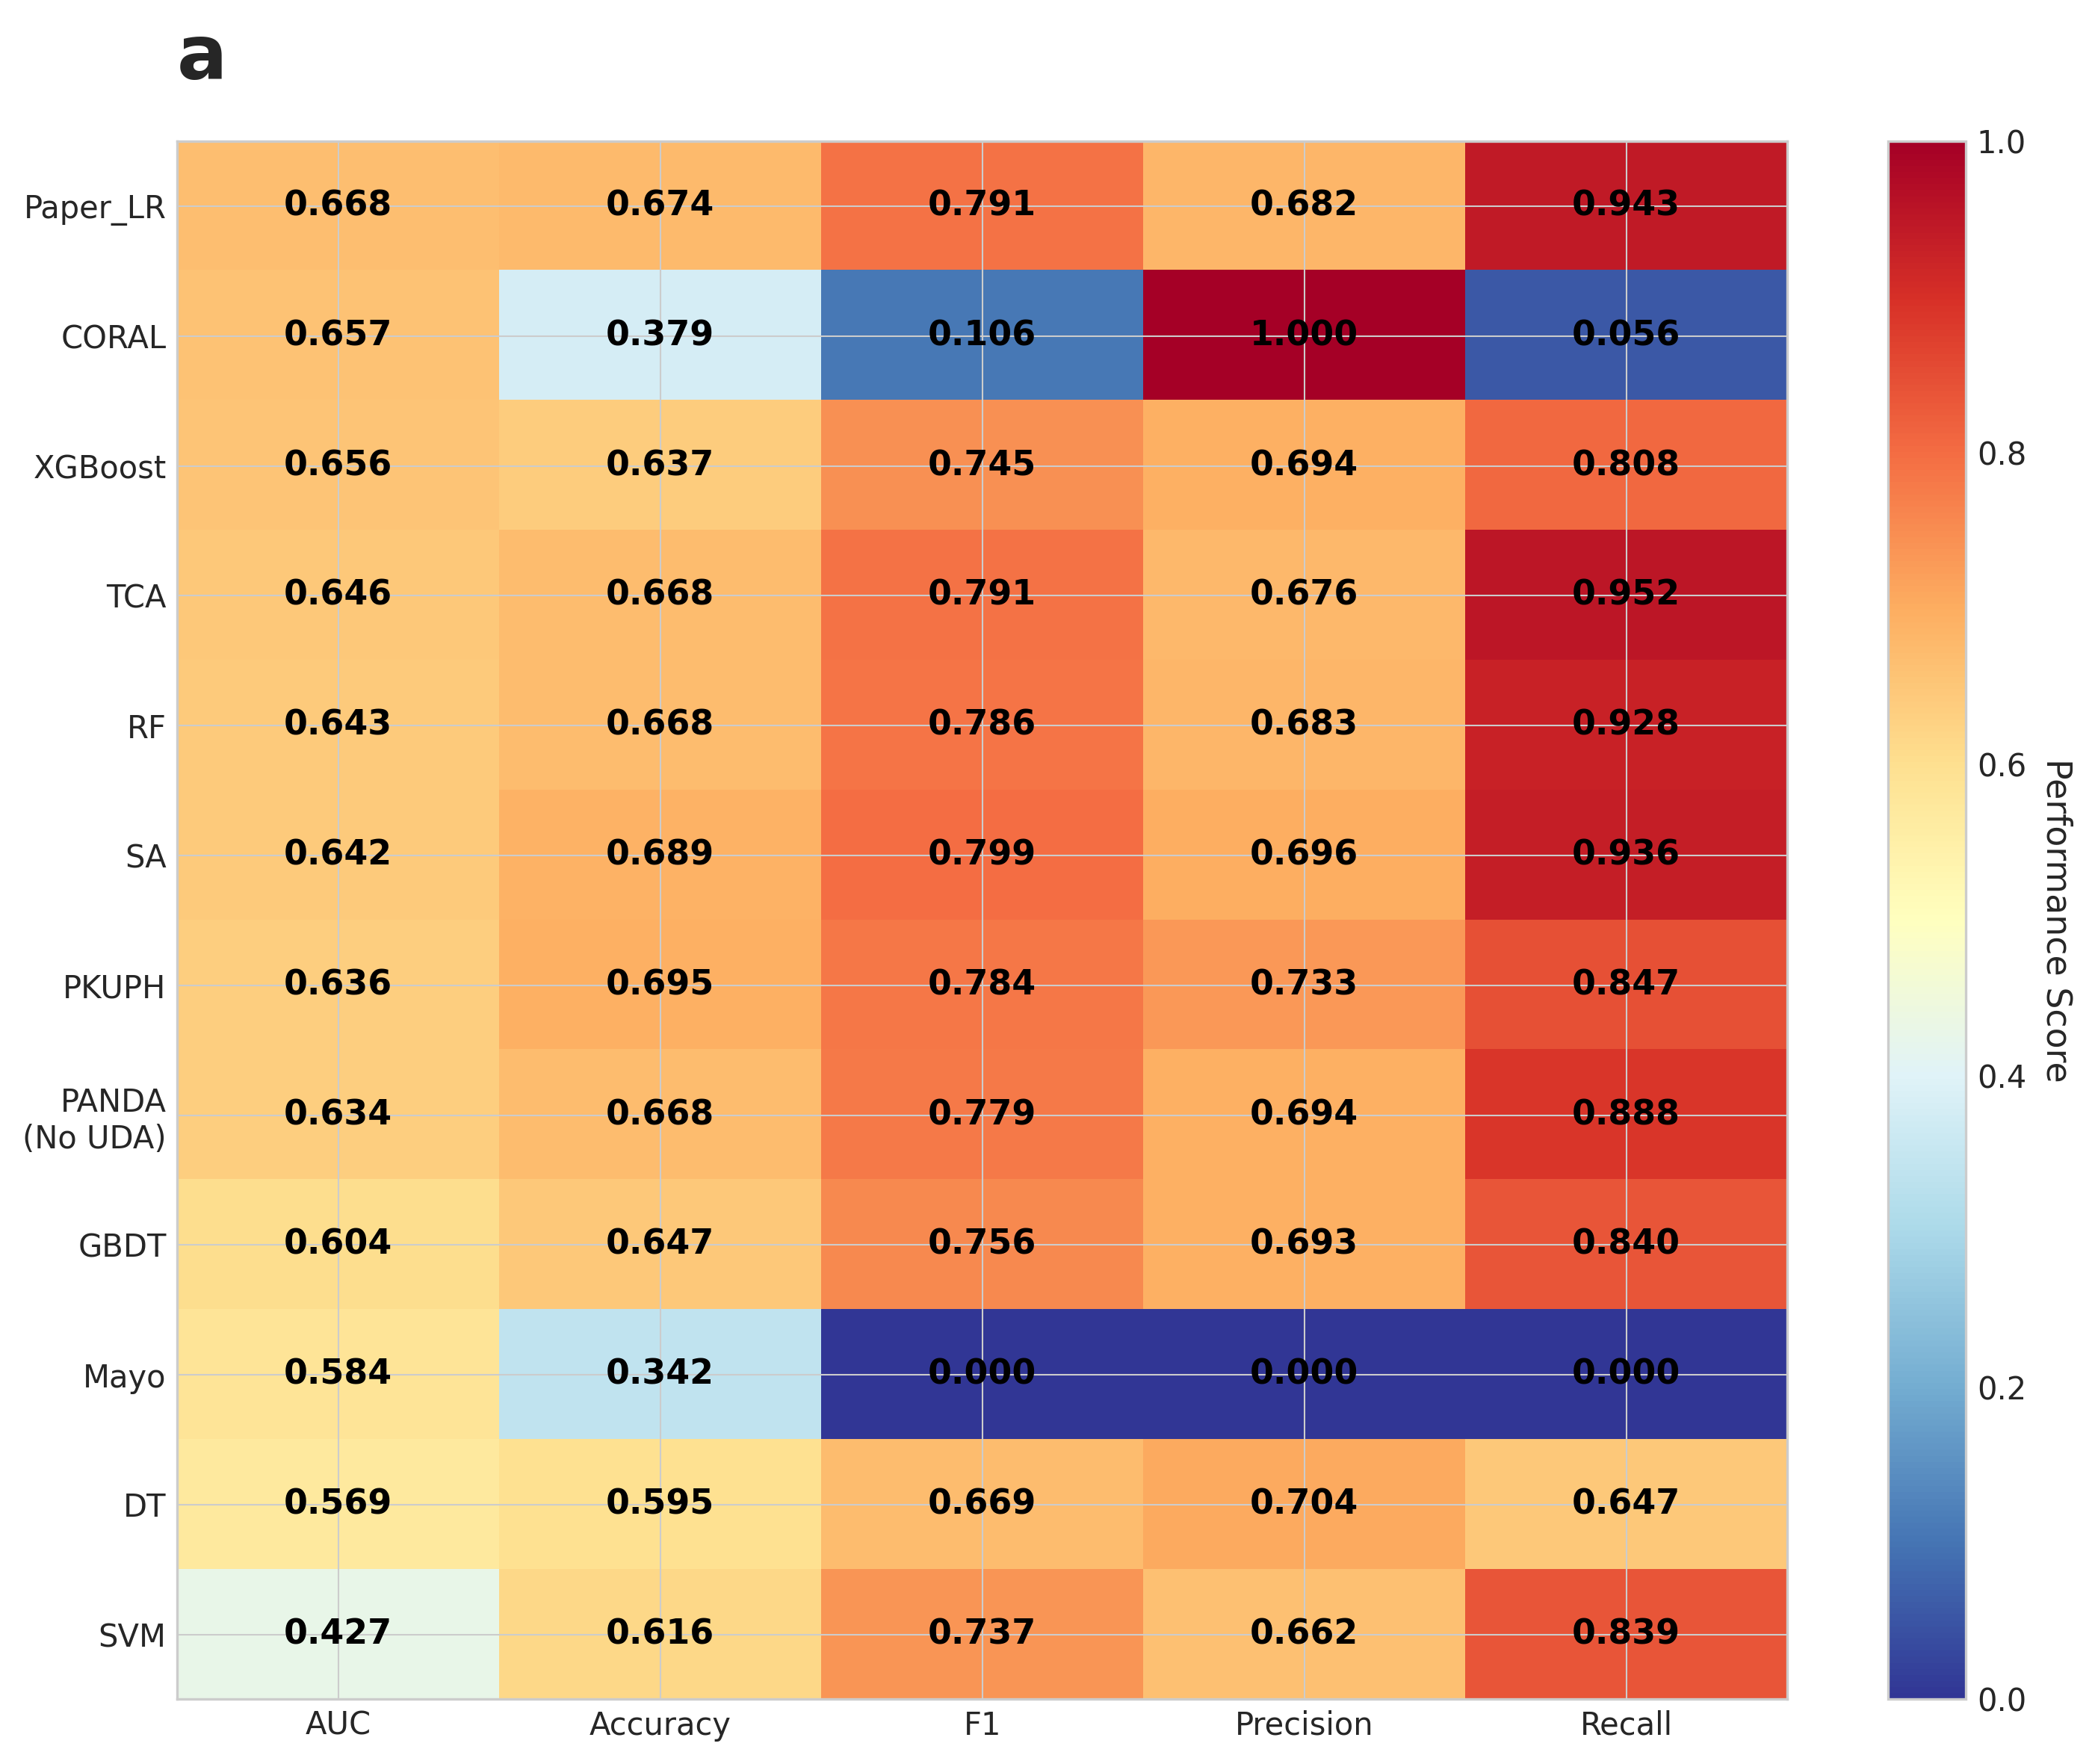 a
Paper_LR 0.668 0.674 0.791 0.682 0.943
CORAL 0.657 0.379 0.106 1.000 0.056
XGBoost 0.656 0.637 0.745 0.694 0.808
TCA 0.646 0.668 0.791 0.676 0.952
RF 0.643 0.668 0.786 0.683 0.928
SA 0.642 0.689 0.799 0.696 0.936
PKUPH 0.636 0.695 0.784 0.733 0.847
PANDA
(No UDA) 0.634 0.668 0.779 0.694 0.888
GBDT 0.604 0.647 0.756 0.693 0.840
Mayo 0.584 0.342 0.000 0.000 0.000
DT 0.569 0.595 0.669 0.704 0.647
SVM 0.427 0.616 0.737 0.662 0.839
AUC Accuracy F1 Precision Recall
1.0
0.8
0.6
0.4
0.2
0.0
Performance Score